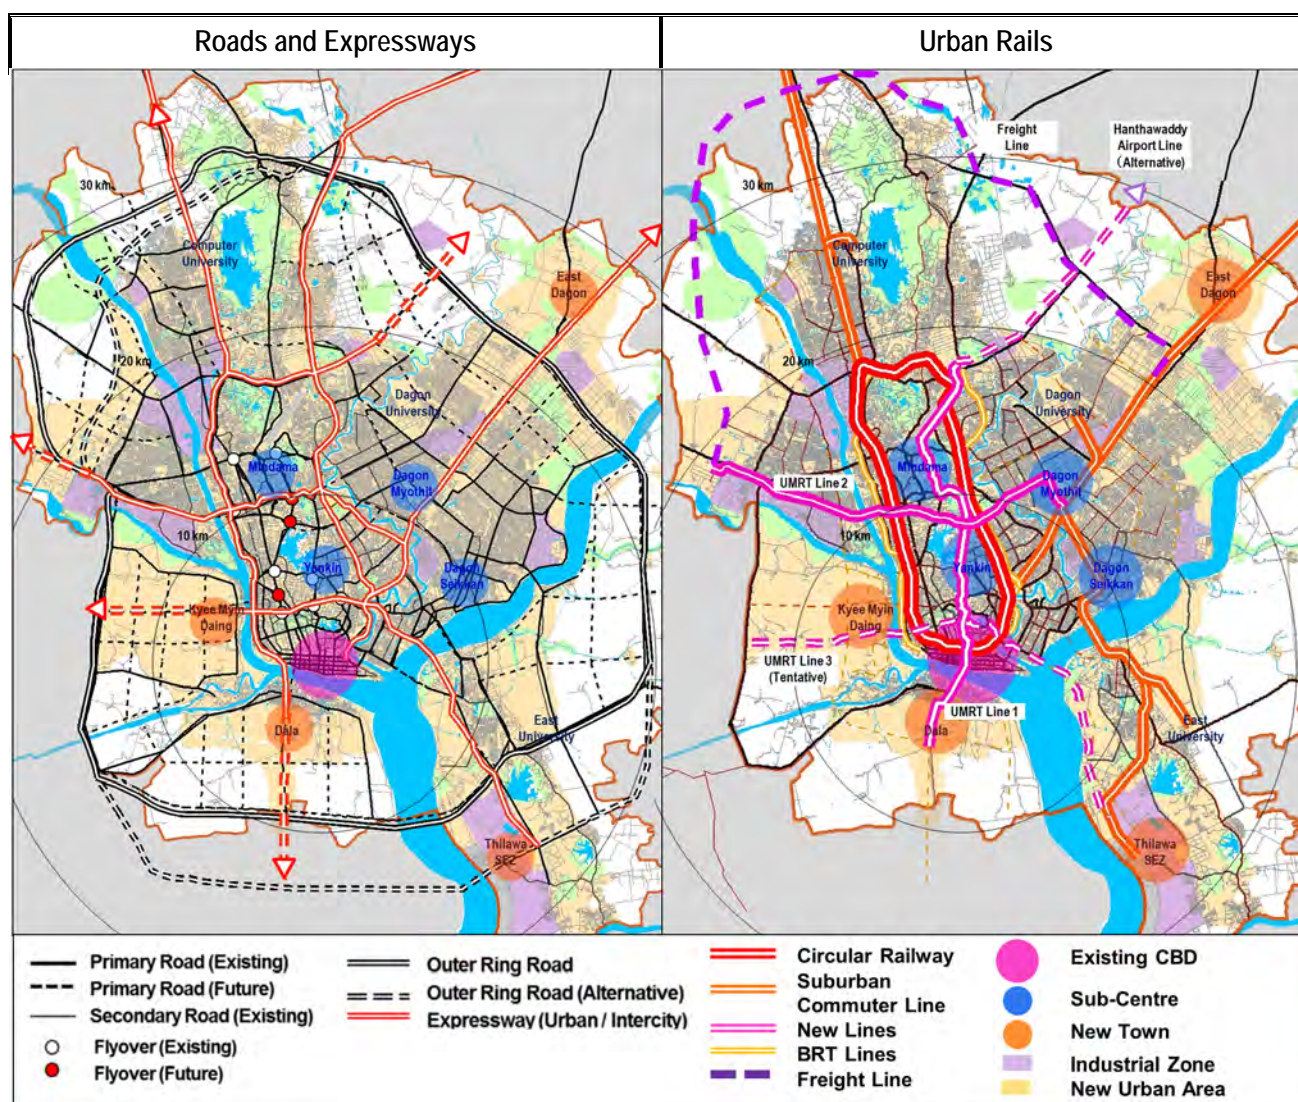 Roads and Expressways
Urban Rails
30 km
Computer
University
East
Dagon
20 km
Dagon
University
Mindama
Dagon
Myothit
10 km
Yankin
Dagon
Seikkan
Kyee Myin
Daing
Dala
East
University
Thilawa
SEZ
Freight
Line
Hanthawaddy
Airport Line
(Alternative)
30 km
Computer
University
East
Dagon
20 km
Dagon
University
Mindama
UMRT Line 2
Dagon
Myothit
10 km
Yankin
Dagon
Seikkan
Kyee Myin
Daing
UMRT Line 3
(Tentative)
UMRT Line 1
Dala
East
University
Thilawa
SEZ
Primary Road (Existing)
Primary Road (Future)
Secondary Road (Existing)
Flyover (Existing)
Flyover (Future)
Outer Ring Road
Outer Ring Road (Alternative)
Expressway (Urban / Intercity)
Circular Railway
Suburban
Commuter Line
New Lines
BRT Lines
Freight Line
Existing CBD
Sub-Centre
New Town
Industrial Zone
New Urban Area